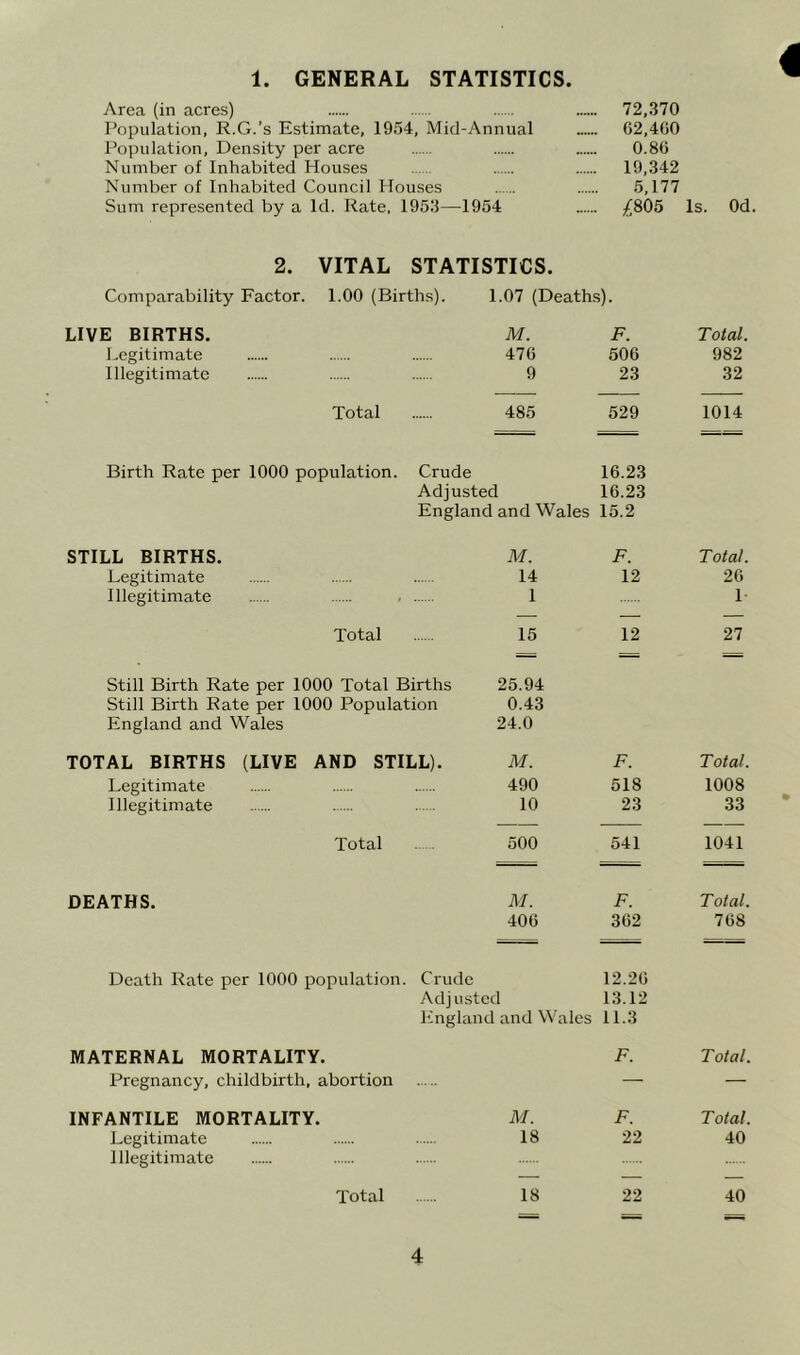 1. GENERAL STATISTICS.
Area (in acres) ...... ...... ...... ...... 72,370
Population, R.G.'s Estimate, 1954, Mid-Annual ...... 62,460
Population, Density per acre ...... ...... ...... 0.86
Number of Inhabited Houses ...... ...... ...... 19,342
Number of Inhabited Council Houses ...... ...... 5,177
Sum represented by a 1d. Rate, 1953—1954 ...... £805 1s. 0d.
2. VITAL STATISTICS.
Comparability Factor. 1.00 (Births). 1.07 (Deaths).
LIVE BIRTHS. M. F. Total.
Legitimate ...... ...... ...... 476 506 982
Illegitimate ...... ...... ...... 9 23 32
Total ...... 485 529 1014
Birth Rate per 1000 population. Crude 16.23
Adjusted 16.23
England and Wales 15.2
STILL BIRTHS. M. F. Total.
Legitimate ...... ...... ...... 14 12 26
Illegitimate ...... ...... ...... 1 ...... 1
Total ...... 15 12 27
Still Birth Rate per 1000 Total Births 25.94
Still Birth Rate per 1000 Population 0.43
England and Wales 24.0
TOTAL BIRTHS (LIVE AND STILL). M. F. Total.
Legitimate ...... ...... ...... 490 518 1008
Illegitimate ...... ...... ...... 10 23 33
Total ...... 500 541 1041
DEATHS. M. F. Total.
406 362 768
Death Rate per 1000 population. Crude 12.26
Adjusted 13.12
England and Wales 11.3
MATERNAL MORTALITY. F. Total.
Pregnancy, childbirth, abortion ...... — —
INFANTILE MORTALITY. M. F. Total.
Legitimate ...... ...... ...... 18 22 40
Illegitimate ...... ...... ...... ...... ...... ......
Total ...... 18 22 40
4